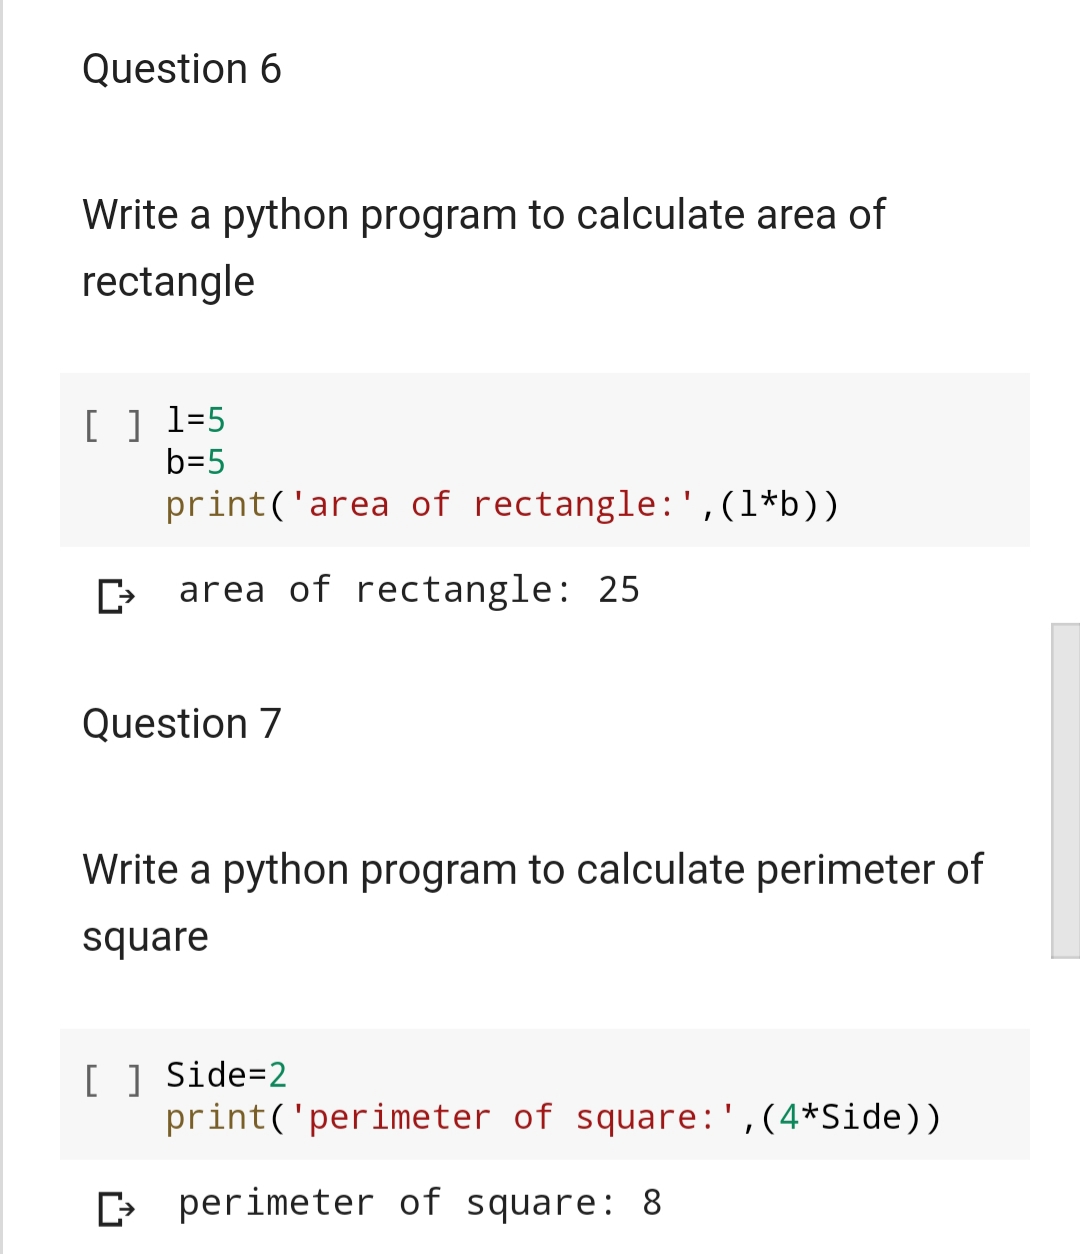 Question 6
Write a python program to calculate area of
rectangle
[ ] l=5
b=5
print('area of rectangle:',(l*b))
area of rectangle: 25
Question 7
Write a python program to calculate perimeter of
square
[ ] Side=2
print('perimeter of square:',(4*Side))
perimeter of square: 8